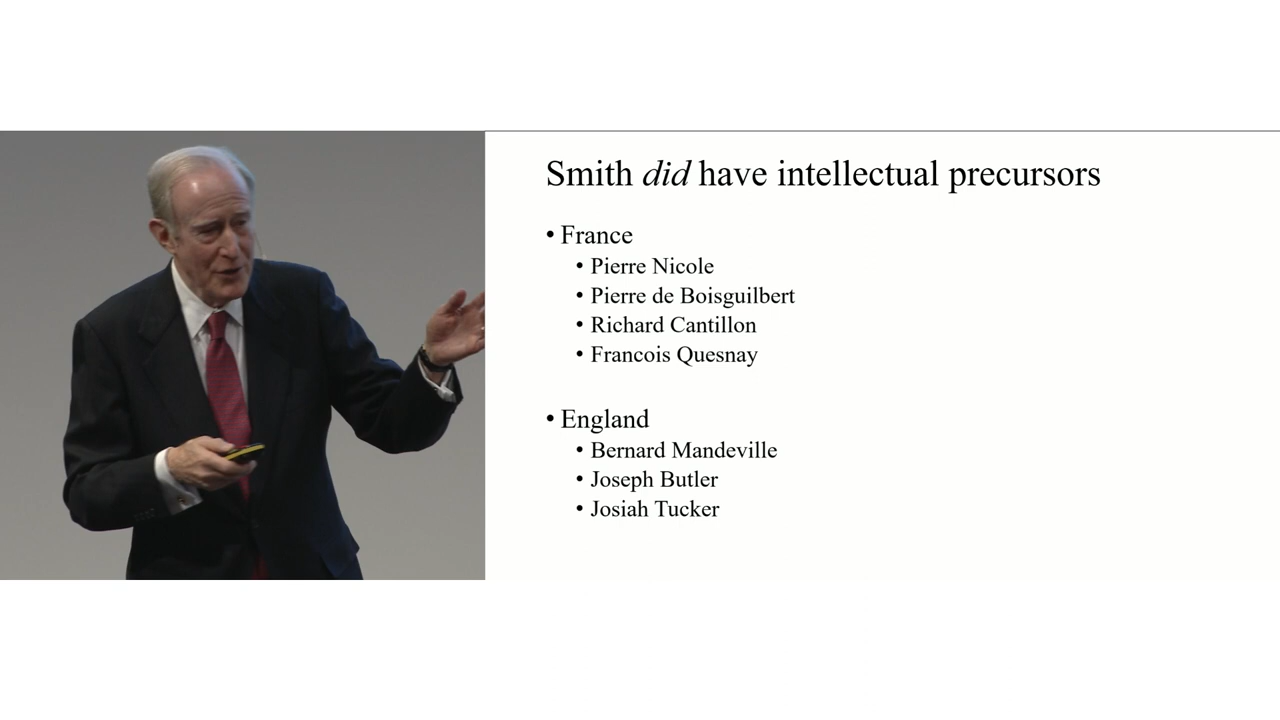 Smith did have intellectual precursors
• France
• Pierre Nicole
• Pierre de Boisguilbert
• Richard Cantillon
• Francois Quesnay
• England
• Bernard Mandeville
• Joseph Butler
• Josiah Tucker